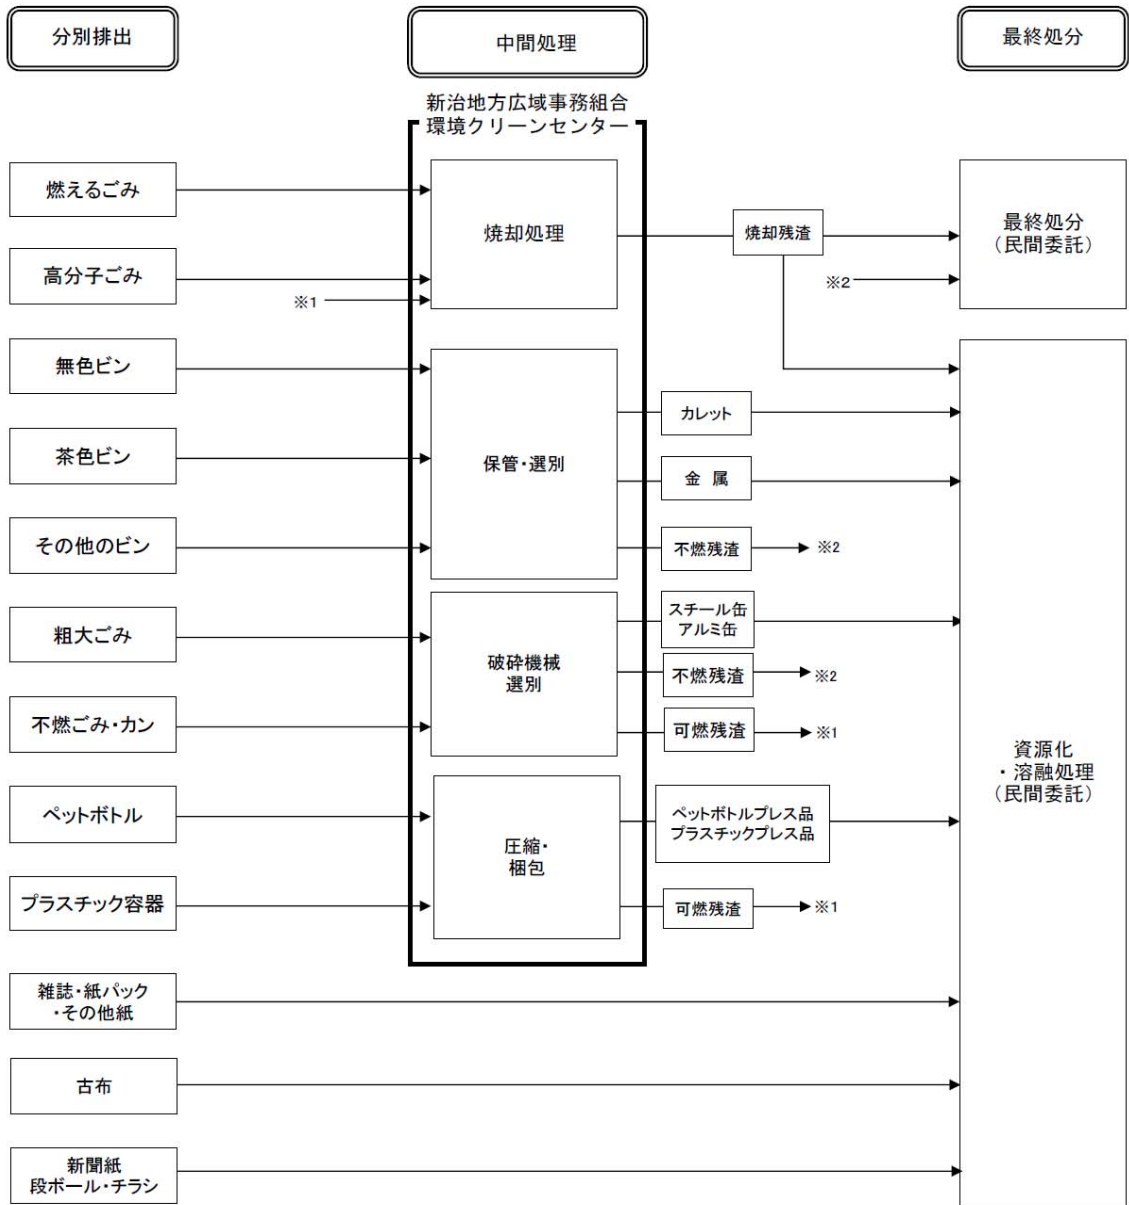 分別排出
中間処理
最終処分
新治地方広域事務組合
環境クリーンセンター
燃えるごみ
高分子ごみ
※1
無色ビン
茶色ビン
その他のビン
粗大ごみ
不燃ごみ・カン
ペットボトル
プラスチック容器
雑誌・紙パック
・その他紙
古布
新聞紙
段ボール・チラシ
焼却処理
保管・選別
破砕機械
選別
圧縮・
梱包
焼却残渣
※2
カレット
金 属
不燃残渣
※2
スチール缶
アルミ缶
不燃残渣
※2
可燃残渣
※1
ペットボトルプレス品
プラスチックプレス品
可燃残渣
※1
最終処分
（民間委託）
資源化
・溶融処理
（民間委託）